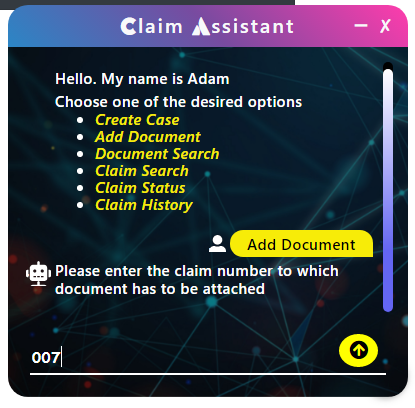 Claim Assistant
Hello. My name is Adam
Choose one of the desired options
Create Case
Add Document
Document Search
Claim Search
Claim Status
Claim History
Add Document
Please enter the claim number to which
document has to be attached
007